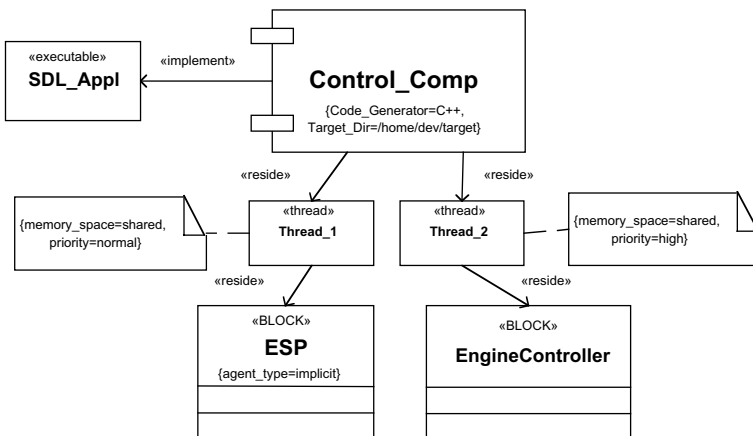 «executable»
SDL_Appl
«implement»
Control_Comp
{Code_Generator=C++,
Target_Dir=/home/dev/target}
«reside»
«reside»
{memory_space=shared,
priority=normal}
«thread»
Thread_1
«thread»
Thread_2
{memory_space=shared,
priority=high}
«reside»
«reside»
«BLOCK»
ESP
{agent_type=implicit}
«BLOCK»
EngineController